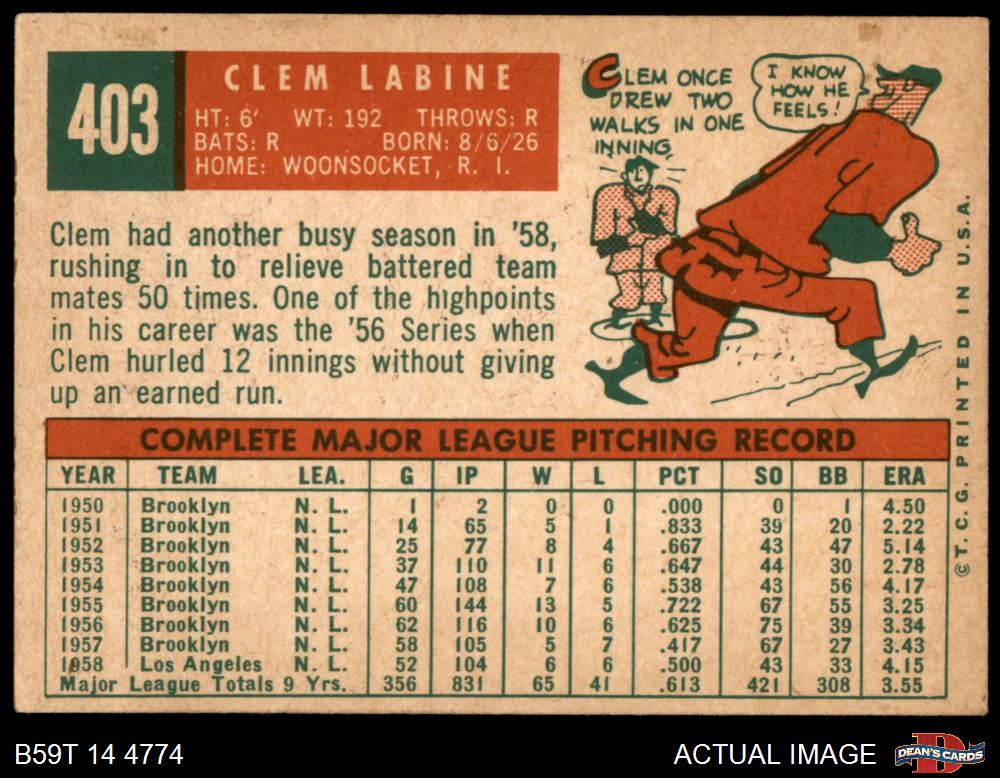 403
CLEM LABINE
HT: 6' WT: 192 THROWS: R
BATS: R BORN: 8/6/26
HOME: WOONSOCKET, R. I.
CLEM ONCE
DREW TWO
WALKS IN ONE
INNING
I KNOW
HOW HE
FEELS!
Clem had another busy season in '58,
rushing in to relieve battered team
mates 50 times. One of the highpoints
in his career was the '56 Series when
Clem hurled 12 innings without giving
up an earned run.
COMPLETE MAJOR LEAGUE PITCHING RECORD
YEAR TEAM LEA. G IP W L PCT SO BB ERA
1950 Brooklyn N. L. 1 2 0 0 .000 0 1 4.50
1951 Brooklyn N. L. 14 65 5 1 .833 39 20 2.22
1952 Brooklyn N. L. 25 77 8 4 .667 43 47 5.14
1953 Brooklyn N. L. 37 110 11 6 .647 44 30 2.78
1954 Brooklyn N. L. 47 108 7 6 .538 43 56 4.17
1955 Brooklyn N. L. 60 144 13 5 .722 67 55 3.25
1956 Brooklyn N. L. 62 116 10 6 .625 75 39 3.34
1957 Brooklyn N. L. 58 105 5 7 .417 67 27 3.43
1958 Los Angeles N. L. 52 104 6 6 .500 43 33 4.15
Major League Totals 9 Yrs. 356 831 65 41 .613 421 308 3.55
© T. C. G. PRINTED IN U. S. A.
B59T 14 4774
ACTUAL IMAGE
DEAN'S CARDS